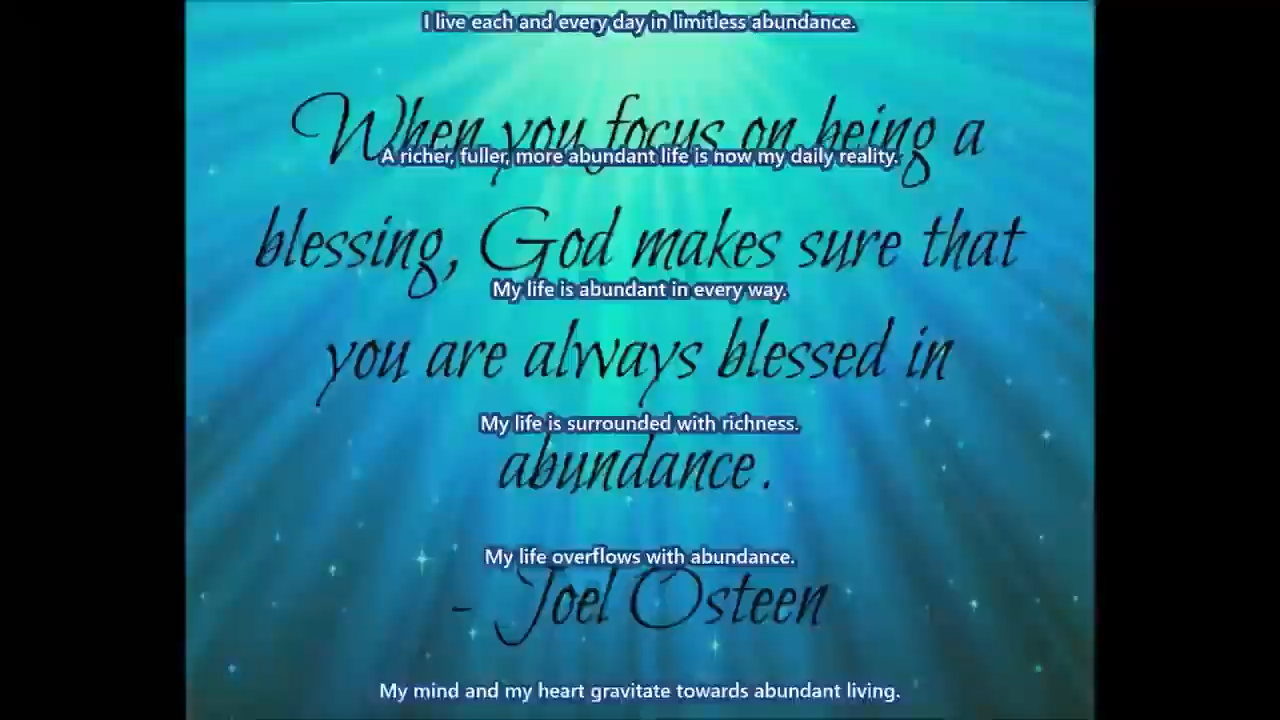 I live each and every day in limitless abundance.
When you focus on being a
A richer, fuller, more abundant life is now my daily reality.
blessing, God makes sure that
My life is abundant in every way.
you are always blessed in
My life is surrounded with richness.
abundance.
My life overflows with abundance.
- Joel Osteen
My mind and my heart gravitate towards abundant living.